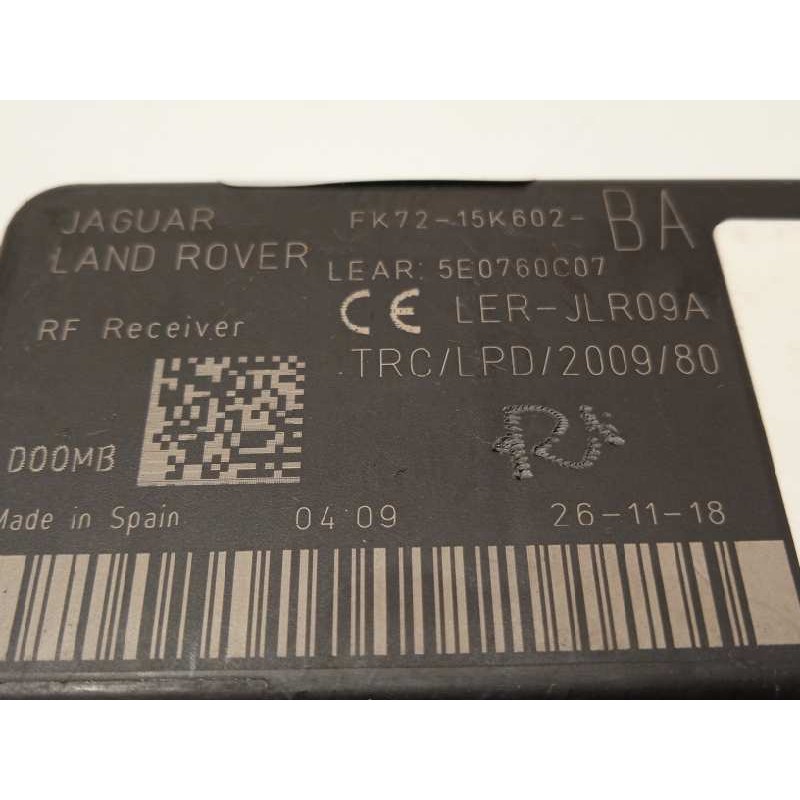 JAGUAR
LAND ROVER
FK72-15K602-BA
LEAR: 5E0760C07
CE LER-JLR09A
RF Receiver
TRC/LPD/2009/80
D00MB
Made in Spain 04 09 26-11-18